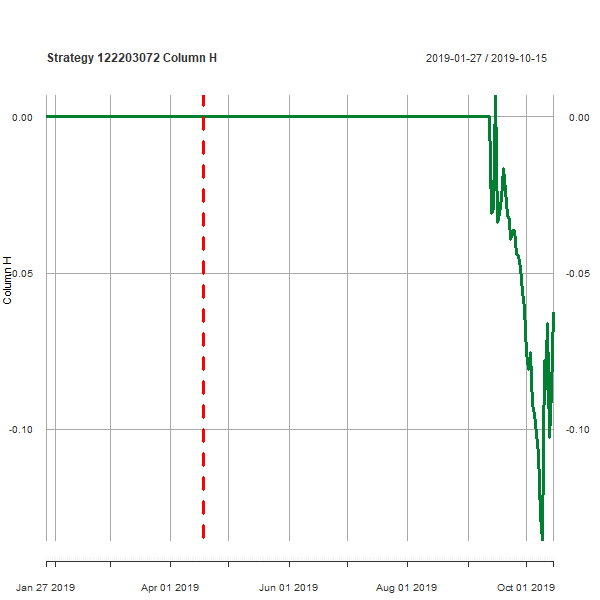 Strategy 122203072 Column H
2019-01-27 / 2019-10-15
0.00
0.00
Column H
-0.05
-0.05
-0.10
-0.10
Jan 27 2019
Apr 01 2019
Jun 01 2019
Aug 01 2019
Oct 01 2019